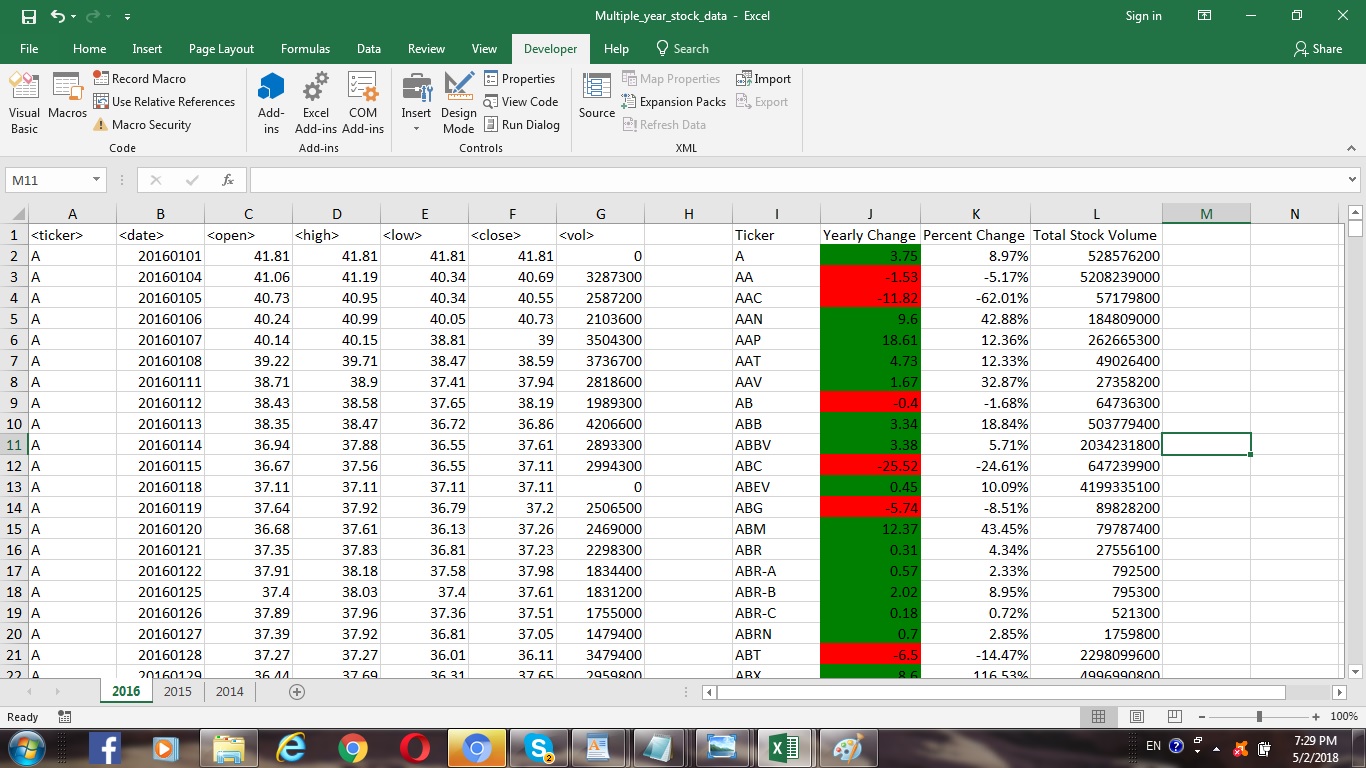 Multiple_year_stock_data - Excel
Sign in
File Home Insert Page Layout Formulas Data Review View Developer Help Search Share
Visual Basic
Macros
Record Macro
Use Relative References
Macro Security
Code
Add-ins
Excel Add-ins
COM Add-ins
Add-ins
Insert
Design Mode
Properties
View Code
Run Dialog
Controls
Source
Map Properties
Expansion Packs
Refresh Data
Import
Export
XML
M11 fx
A B C D E F G H I J K L M N
1 <ticker> <date> <open> <high> <low> <close> <vol> Ticker Yearly Change Percent Change Total Stock Volume
2 A 20160101 41.81 41.81 41.81 41.81 0 A 3.75 8.97% 528576200
3 A 20160104 41.06 41.19 40.34 40.69 3287300 AA -1.53 -5.17% 5208239000
4 A 20160105 40.73 40.95 40.34 40.55 2587200 AAC -11.82 -62.01% 57179800
5 A 20160106 40.24 40.99 40.05 40.73 2103600 AAN 9.6 42.88% 184809000
6 A 20160107 40.14 40.15 38.81 39 3504300 AAP 18.61 12.36% 262665300
7 A 20160108 39.22 39.71 38.47 38.59 3736700 AAT 4.73 12.33% 49026400
8 A 20160111 38.71 38.9 37.41 37.94 2818600 AAV 1.67 32.87% 27358200
9 A 20160112 38.43 38.58 37.65 38.19 1989300 AB -0.4 -1.68% 64736300
10 A 20160113 38.35 38.47 36.72 36.86 4206600 ABB 3.34 18.84% 503779400
11 A 20160114 36.94 37.88 36.55 37.61 2893300 ABBV 3.38 5.71% 2034231800
12 A 20160115 36.67 37.56 36.55 37.11 2994300 ABC -25.52 -24.61% 647239900
13 A 20160118 37.11 37.11 37.11 37.11 0 ABEV 0.45 10.09% 4199335100
14 A 20160119 37.64 37.92 36.79 37.2 2506500 ABG -5.74 -8.51% 89828200
15 A 20160120 36.68 37.61 36.13 37.26 2469000 ABM 12.37 43.45% 79787400
16 A 20160121 37.35 37.83 36.81 37.23 2298300 ABR 0.31 4.34% 27556100
17 A 20160122 37.91 38.18 37.58 37.98 1834400 ABR-A 0.57 2.33% 792500
18 A 20160125 37.4 38.03 37.4 37.61 1831200 ABR-B 2.02 8.95% 795300
19 A 20160126 37.89 37.96 37.36 37.51 1755000 ABR-C 0.18 0.72% 521300
20 A 20160127 37.39 37.92 36.81 37.05 1479400 ABRN 0.7 2.85% 1759800
21 A 20160128 37.27 37.27 36.01 36.11 3479400 ABT -6.5 -14.47% 2298099600
22 A 20160129 36.44 37.69 36.31 37.65 2959800 ABX 8.6 116.53% 4996990800
2016 2015 2014
Ready 100%
EN 7:29 PM
5/2/2018